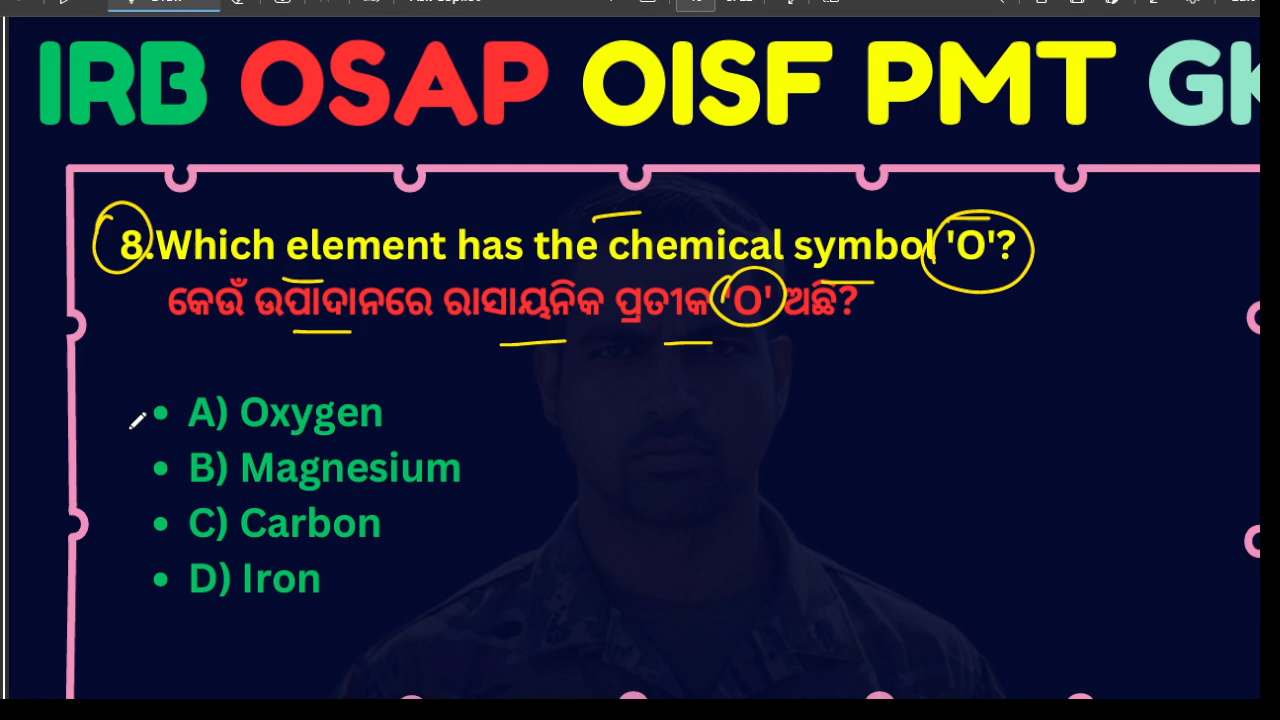 IRB OSAP OISF PMT GK
8.Which element has the chemical symbol 'O'?
କେଉଁ ଉପାଦାନରେ ରାସାୟନିକ ପ୍ରତୀକ 'O' ଅଛି?
A) Oxygen
B) Magnesium
C) Carbon
D) Iron